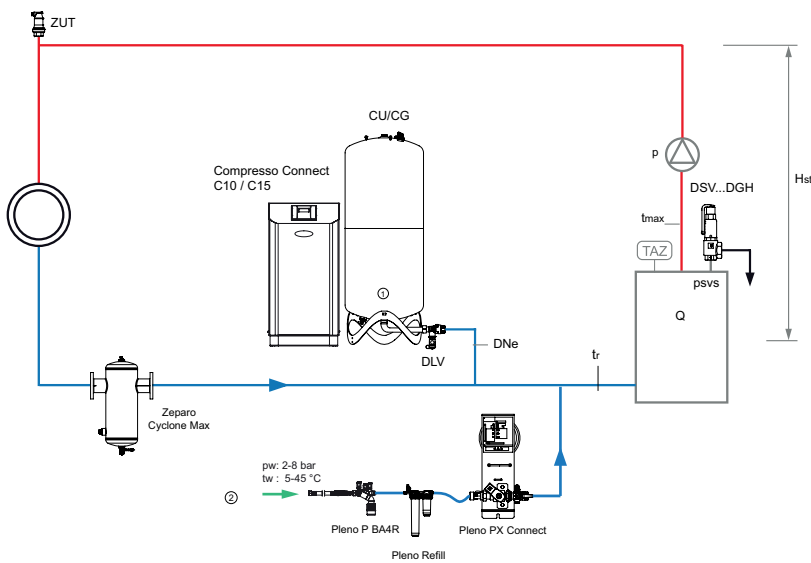 ZUT
CU/CG
Compresso Connect
C10 / C15
p
Hst
DSV...DGH
tmax
TAZ
psvs
Q
①
DNe
DLV
tr
Zeparo
Cyclone Max
pw: 2-8 bar
tw : 5-45 °C
②
Pleno P BA4R
Pleno PX Connect
Pleno Refill